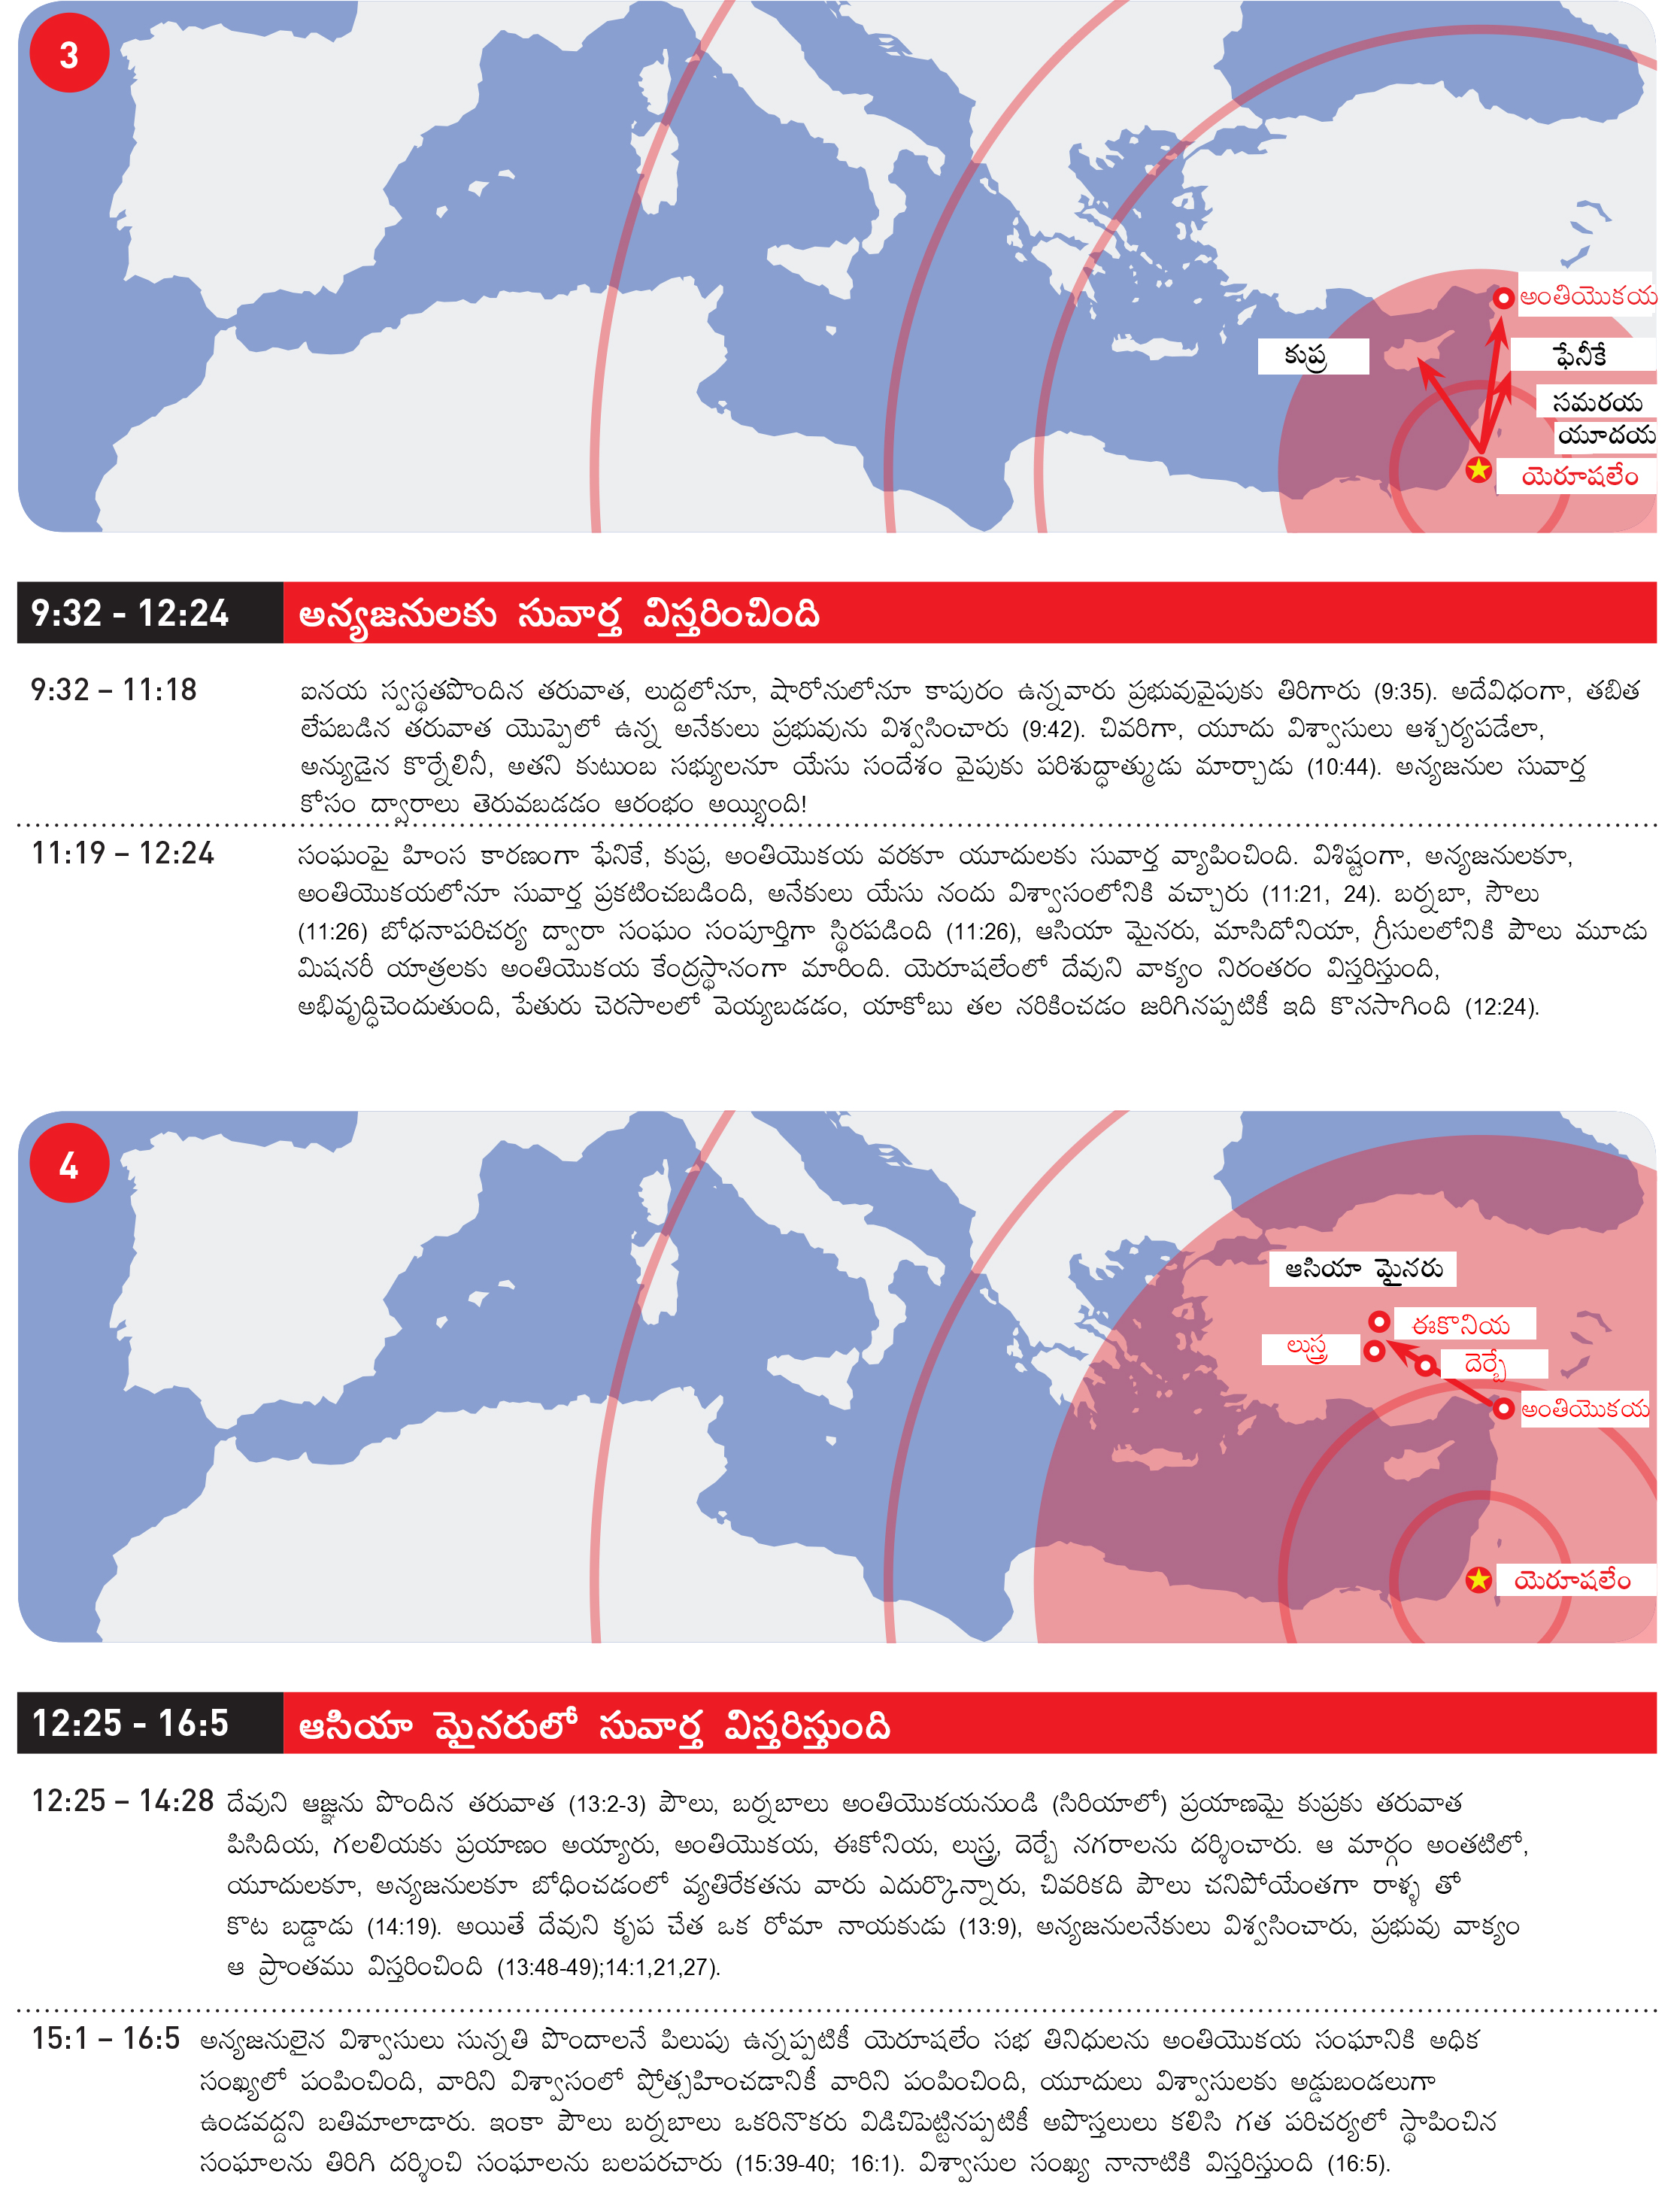 3
అంతియొకయ
కుప్ర
ఫేనీకే
సమరయ
యూదయ
యెరూషలేం
9:32 - 12:24 అన్యజనులకు సువార్త విస్తరించింది
9:32 – 11:18 ఐనయ స్వస్థతపొందిన తరువాత, లుద్దలోనూ, షారోనులోనూ కాపురం ఉన్నవారు ప్రభువువైపుకు తిరిగారు (9:35). అదేవిధంగా, తబిత
లేపబడిన తరువాత యొప్పెలో ఉన్న అనేకులు ప్రభువును విశ్వసించారు (9:42). చివరిగా, యూదు విశ్వాసులు ఆశ్చర్యపడేలా,
అన్యుడైన కొర్నేలినీ, అతని కుటుంబ సభ్యులనూ యేసు సందేశం వైపుకు పరిశుద్ధాత్ముడు మార్చాడు (10:44). అన్యజనుల సువార్త
కోసం ద్వారాలు తెరువబడడం ఆరంభం అయ్యింది!
11:19 – 12:24 సంఘంపై హింస కారణంగా ఫేనికే, కుప్ర, అంతియొకయ వరకూ యూదులకు సువార్త వ్యాపించింది. విశిష్టంగా, అన్యజనులకూ,
అంతియొకయలోనూ సువార్త ప్రకటించబడింది, అనేకులు యేసు నందు విశ్వాసంలోనికి వచ్చారు (11:21, 24). బర్నబా, సౌలు
(11:26) బోధనాపరిచర్య ద్వారా సంఘం సంపూర్తిగా స్థిరపడింది (11:26), ఆసియా మైనరు, మాసిదోనియా, గ్రీసులలోనికి పౌలు మూడు
మిషనరీ యాత్రలకు అంతియొకయ కేంద్రస్థానంగా మారింది. యెరూషలేంలో దేవుని వాక్యం నిరంతరం విస్తరిస్తుంది,
అభివృద్ధిచెందుతుంది, పేతురు చెరసాలలో వెయ్యబడడం, యాకోబు తల నరికించడం జరిగినప్పటికీ ఇది కొనసాగింది (12:24).
4
ఆసియా మైనరు
ఈకొనియ
లుస్త్ర
దెర్బే
అంతియొకయ
యెరూషలేం
12:25 - 16:5 ఆసియా మైనరులో సువార్త విస్తరిస్తుంది
12:25 – 14:28 దేవుని ఆజ్ఞను పొందిన తరువాత (13:2-3) పౌలు, బర్నబాలు అంతియొకయనుండి (సిరియాలో) ప్రయాణమై కుప్రకు తరువాత
పిసిదియ, గలలియకు ప్రయాణం అయ్యారు, అంతియొకయ, ఈకోనియ, లుస్త్ర, దెర్బే నగరాలను దర్శించారు. ఆ మార్గం అంతటిలో,
యూదులకూ, అన్యజనులకూ బోధించడంలో వ్యతిరేకతను వారు ఎదుర్కొన్నారు, చివరికది పౌలు చనిపోయేంతగా రాళ్ళ తో
కొట బడ్డాడు (14:19). అయితే దేవుని కృప చేత ఒక రోమా నాయకుడు (13:9), అన్యజనులనేకులు విశ్వసించారు, ప్రభువు వాక్యం
ఆ ప్రాంతము విస్తరించింది (13:48-49);14:1,21,27).
15:1 – 16:5 అన్యజనులైన విశ్వాసులు సున్నతి పొందాలనే పిలుపు ఉన్నప్పటికీ యెరూషలేం సభ తినిధులను అంతియొకయ సంఘానికి అధిక
సంఖ్యలో పంపించింది, వారిని విశ్వాసంలో ప్రోత్సహించడానికీ వారిని పంపించింది, యూదులు విశ్వాసులకు అడ్డుబండలుగా
ఉండవద్దని బతిమాలాడారు. ఇంకా పౌలు బర్నబాలు ఒకరినొకరు విడిచిపెట్టినప్పటికీ అపొస్తలులు కలిసి గత పరిచర్యలో స్థాపించిన
సంఘాలను తిరిగి దర్శించి సంఘాలను బలపరచారు (15:39-40; 16:1). విశ్వాసుల సంఖ్య నానాటికి విస్తరిస్తుంది (16:5).